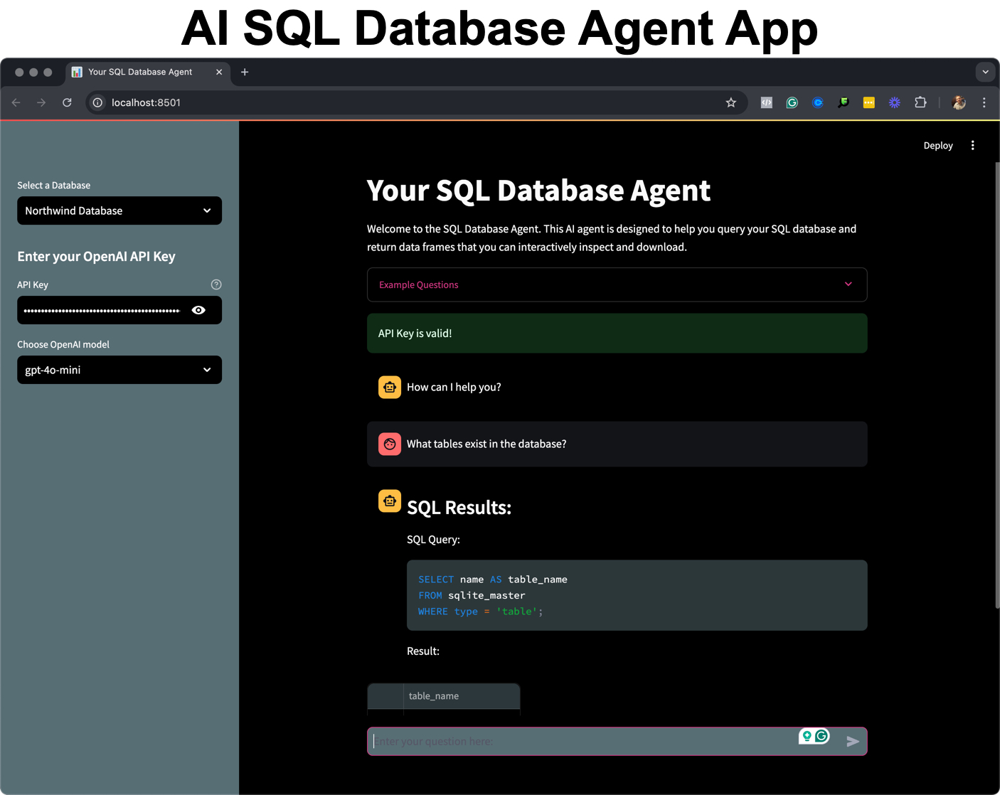 AI SQL Database Agent App
Your SQL Database Agent
localhost:8501
Deploy
Select a Database
Northwind Database
Enter your OpenAI API Key
API Key
Choose OpenAI model
gpt-4o-mini
Your SQL Database Agent
Welcome to the SQL Database Agent. This AI agent is designed to help you query your SQL database and
return data frames that you can interactively inspect and download.
Example Questions
API Key is valid!
How can I help you?
What tables exist in the database?
SQL Results:
SQL Query:
SELECT name AS table_name
FROM sqlite_master
WHERE type = 'table';
Result:
table_name
Enter your question here: